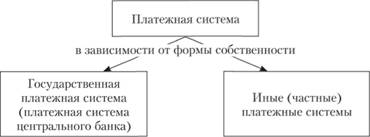 Платежная система
в зависимости от формы собственности
Государственная
платежная система
(платежная система
центрального банка)
Иные (частные)
платежные системы